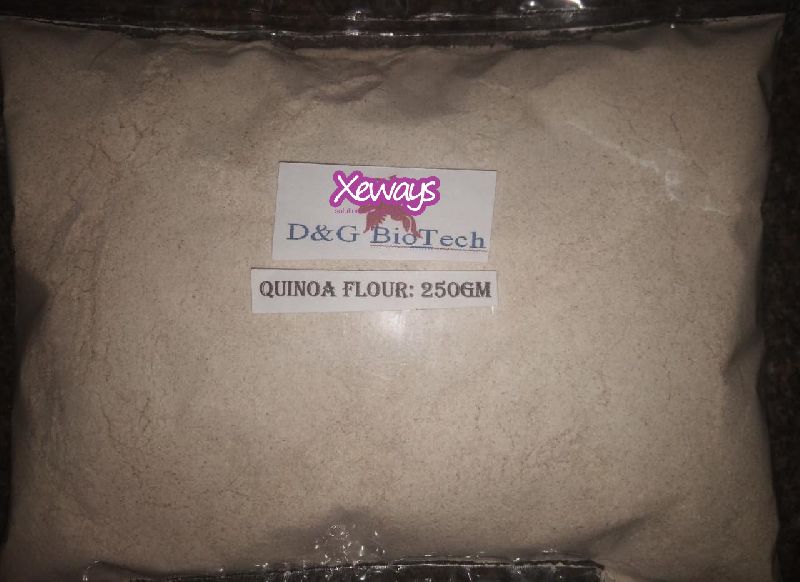 Xeways
D&G BioTech
QUINOA FLOUR: 250GM